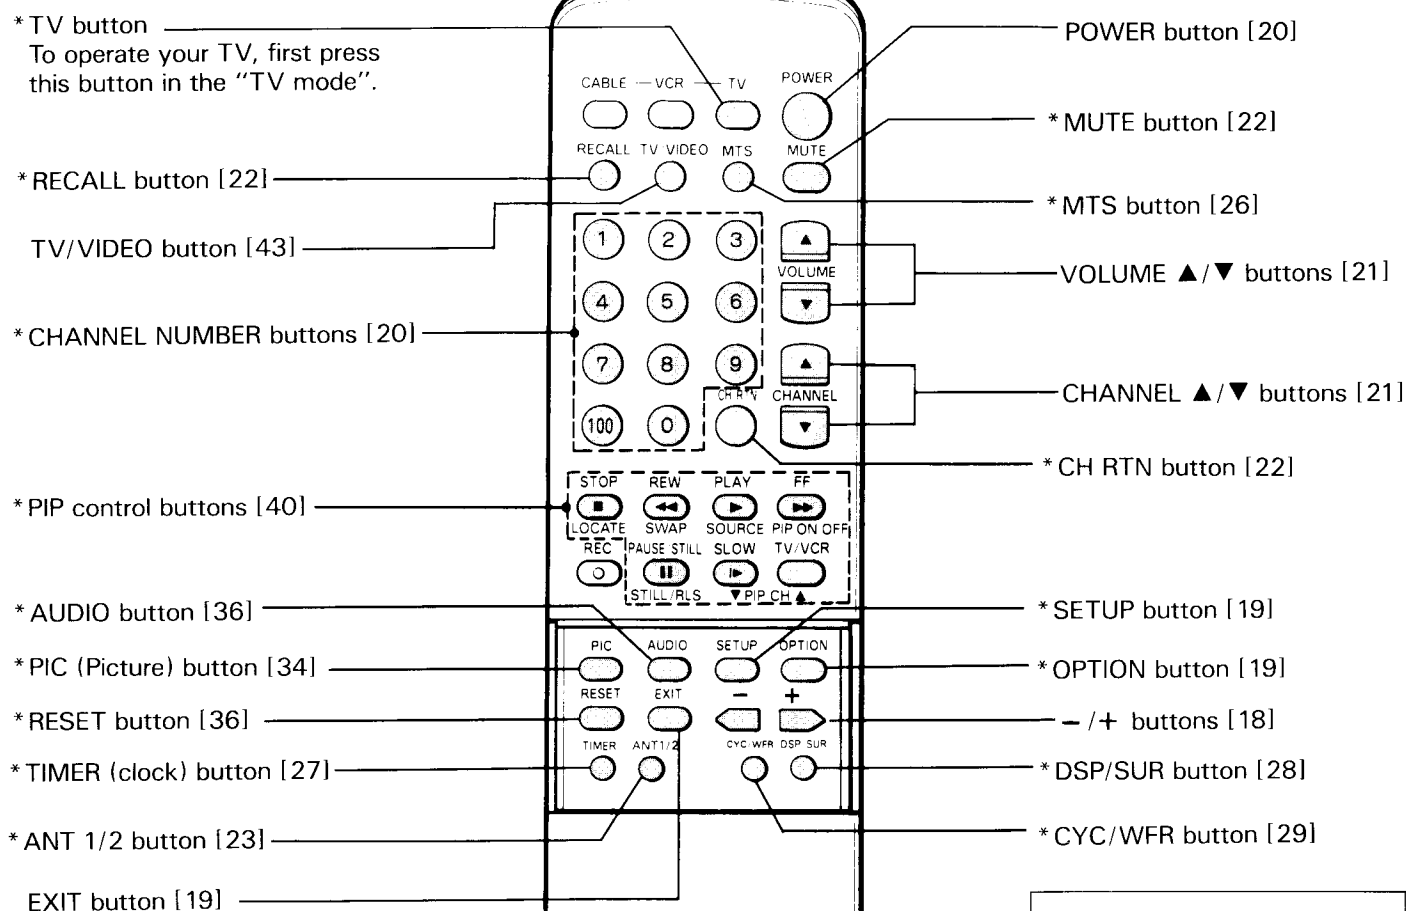 *TV button
To operate your TV, first press
this button in the "TV mode".
*RECALL button [22]
TV/VIDEO button [43]
*CHANNEL NUMBER buttons [20]
*PIP control buttons [40]
*AUDIO button [36]
*PIC (Picture) button [34]
*RESET button [36]
*TIMER (clock) button [27]
*ANT 1/2 button [23]
EXIT button [19]
CABLE VCR TV POWER
RECALL TV VIDEO MTS MUTE
1 2 3
VOLUME
4 5 6
7 8 9
CH RTN CHANNEL
100 0
STOP REW PLAY FF
LOCATE SWAP SOURCE PIP ON OFF
REC PAUSE STILL SLOW TV/VCR
STILL/RLS ▼ PIP CH ▲
PIC AUDIO SETUP OPTION
RESET EXIT − +
TIMER ANT1/2 CYC WFR DSP SUR
POWER button [20]
*MUTE button [22]
*MTS button [26]
VOLUME ▲/▼ buttons [21]
CHANNEL ▲/▼ buttons [21]
*CH RTN button [22]
*SETUP button [19]
*OPTION button [19]
− /+ buttons [18]
*DSP/SUR button [28]
*CYC/WFR button [29]